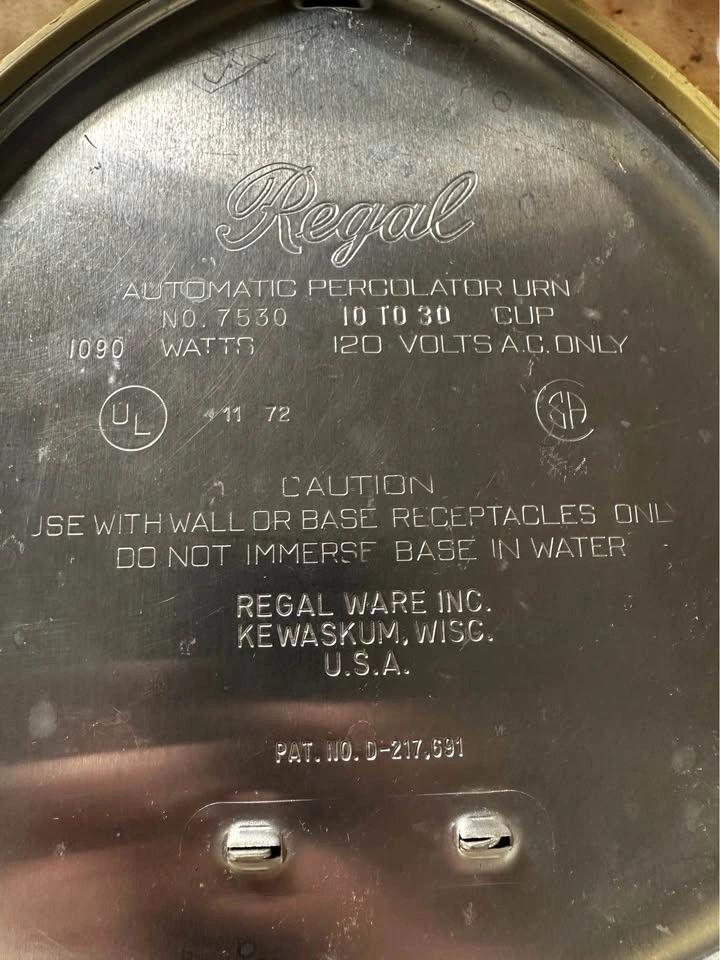 Regal
AUTOMATIC PERCOLATOR URN
NO. 7530 10 TO 30 CUP
1090 WATTS 120 VOLTS A.C. ONLY
UL 11 72 SA
CAUTION
USE WITH WALL OR BASE RECEPTACLES ONLY
DO NOT IMMERSE BASE IN WATER
REGAL WARE INC.
KEWASKUM, WISC.
U.S.A.
PAT. NO. D-217,691